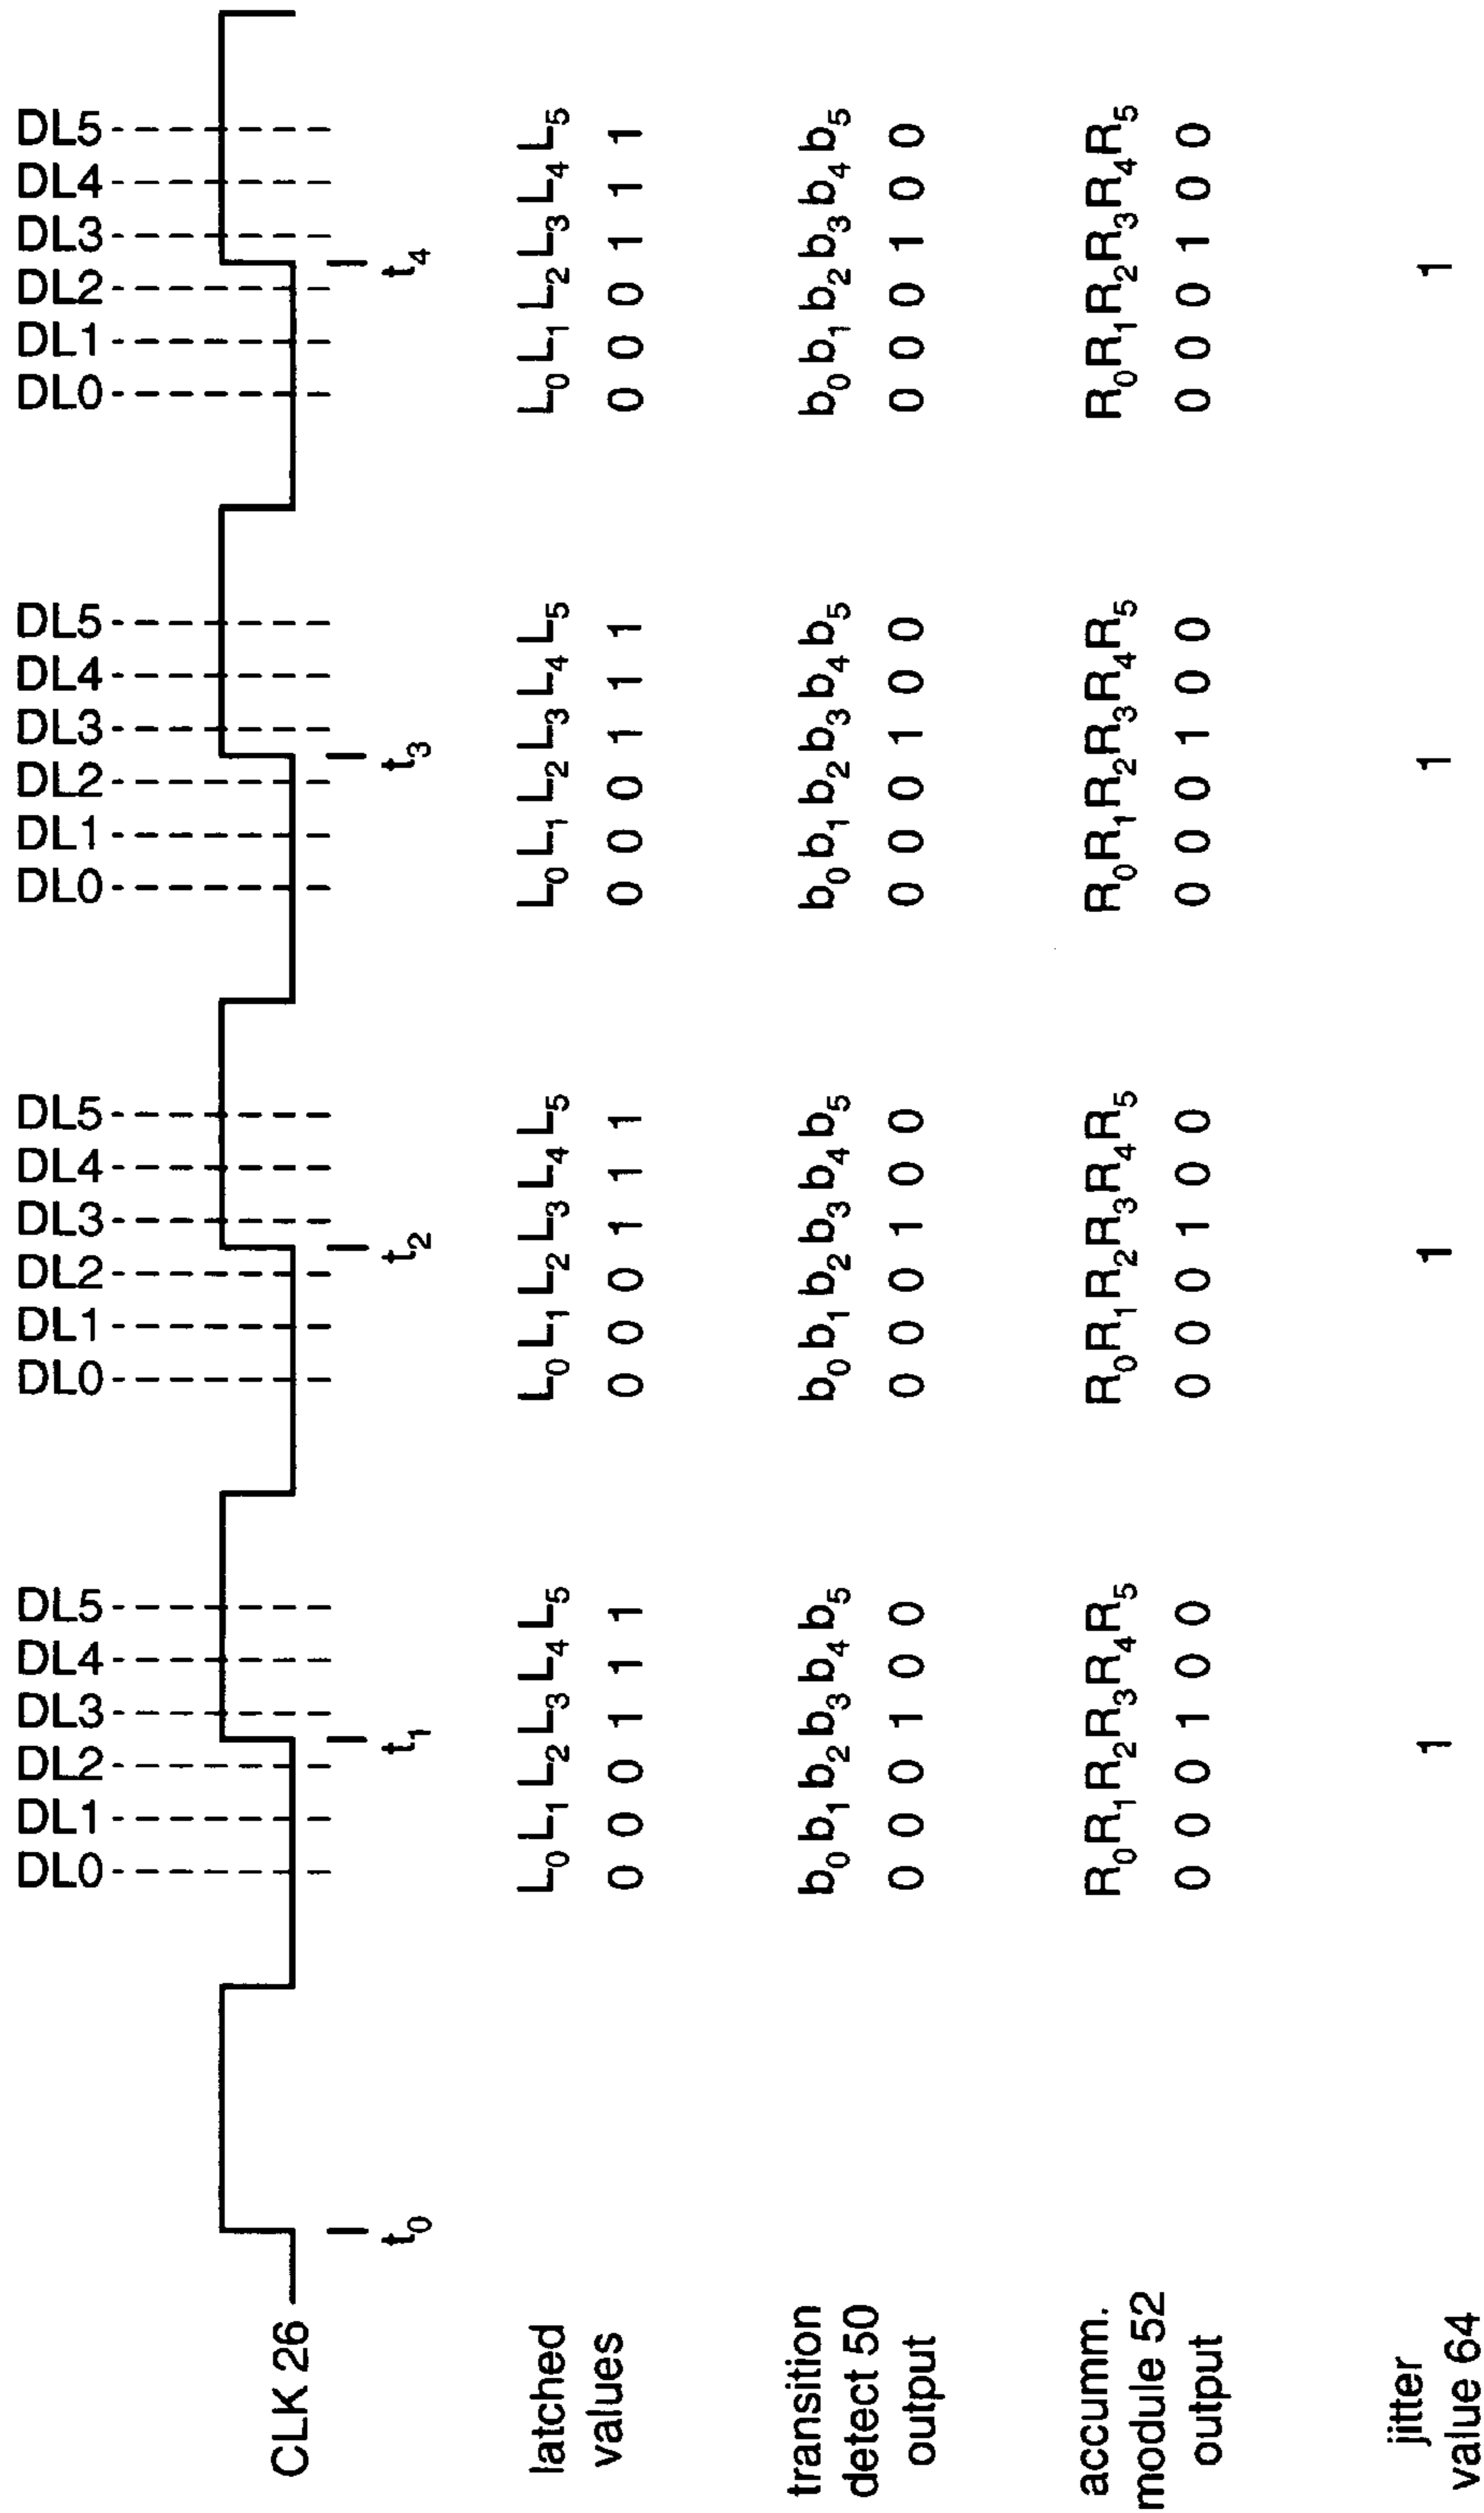 DL0 DL1 DL2 DL3 DL4 DL5 DL0 DL1 DL2 DL3 DL4 DL5 DL0 DL1 DL2 DL3 DL4 DL5 DL0 DL1 DL2 DL3 DL4 DL5
CLK 26
t0 t1 t2 t3 t4
latched
values
L0 L1 L2 L3 L4 L5 L0 L1 L2 L3 L4 L5 L0 L1 L2 L3 L4 L5 L0 L1 L2 L3 L4 L5
0 0 0 1 1 1 0 0 0 1 1 1 0 0 0 1 1 1 0 0 0 1 1 1
transition
detect 50
output
b0 b1 b2 b3 b4 b5 b0 b1 b2 b3 b4 b5 b0 b1 b2 b3 b4 b5 b0 b1 b2 b3 b4 b5
0 0 0 1 0 0 0 0 0 1 0 0 0 0 0 1 0 0 0 0 0 1 0 0
accumm.
module 52
output
R0 R1 R2 R3 R4 R5 R0 R1 R2 R3 R4 R5 R0 R1 R2 R3 R4 R5 R0 R1 R2 R3 R4 R5
0 0 0 1 0 0 0 0 0 1 0 0 0 0 0 1 0 0 0 0 0 1 0 0
jitter
value 64
1 1 1 1